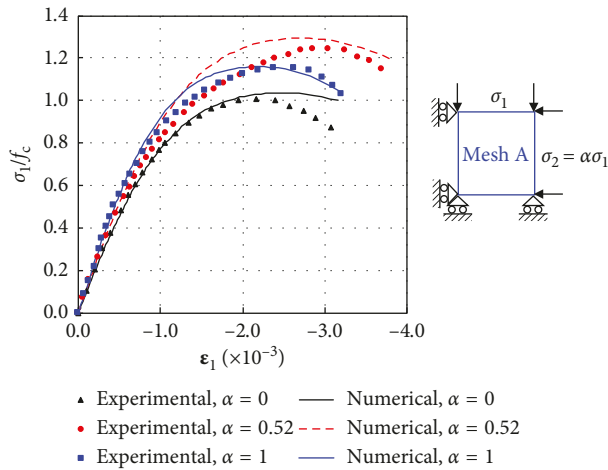 σ₁/f_c
1.4
1.2
1.0
0.8
0.6
0.4
0.2
0.0
0.0 –1.0 –2.0 –3.0 –4.0
ε₁ (×10⁻³)
σ₁
Mesh A
σ₂ = ασ₁
Experimental, α = 0
Experimental, α = 0.52
Experimental, α = 1
Numerical, α = 0
Numerical, α = 0.52
Numerical, α = 1